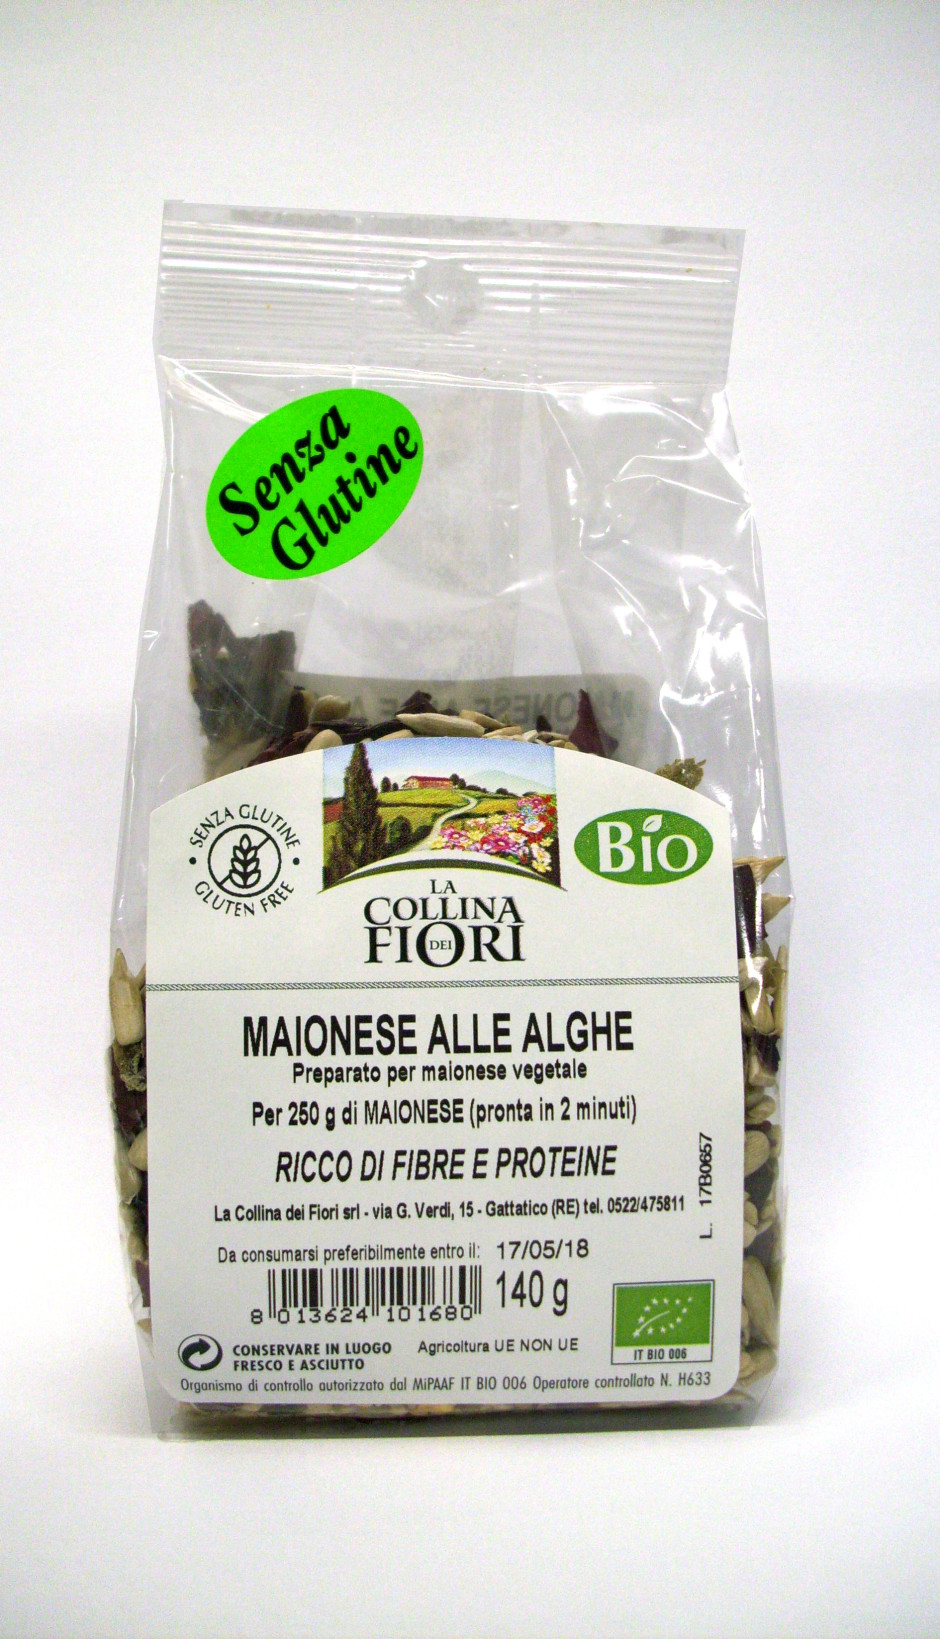 Senza
Glutine
SENZA GLUTINE
GLUTEN FREE
Bio
LA
COLLINA
DEI
FIORI
MAIONESE ALLE ALGHE
Preparato per maionese vegetale
Per 250 g di MAIONESE (pronta in 2 minuti)
RICCO DI FIBRE E PROTEINE
La Collina dei Fiori srl - via G. Verdi, 15 - Gattatico (RE) tel. 0522/475811
L. 17B0657
Da consumarsi preferibilmente entro il: 17/05/18
8 013624 101680
140 g
CONSERVARE IN LUOGO
FRESCO E ASCIUTTO
Agricoltura UE NON UE
IT BIO 006
Organismo di controllo autorizzato dal MiPAAF IT BIO 006 Operatore controllato N. H633